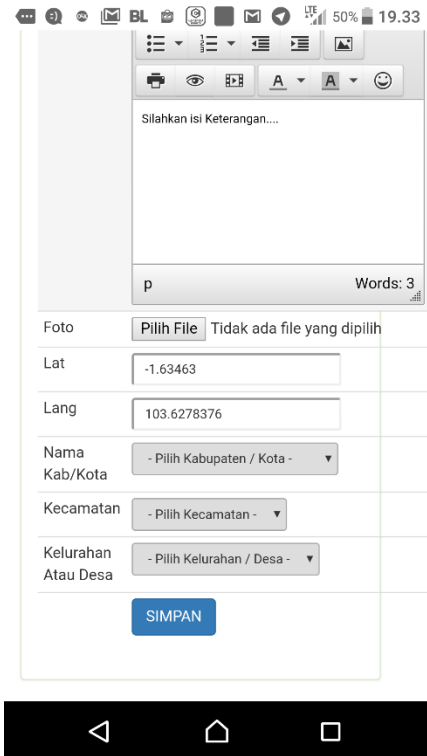 BL
LTE
50%
19.33
A
A
Silahkan isi Keterangan....
p
Words: 3
Foto
Pilih File
Tidak ada file yang dipilih
Lat
-1.63463
Lang
103.6278376
Nama
Kab/Kota
- Pilih Kabupaten / Kota -
Kecamatan
- Pilih Kecamatan -
Kelurahan
Atau Desa
- Pilih Kelurahan / Desa -
SIMPAN